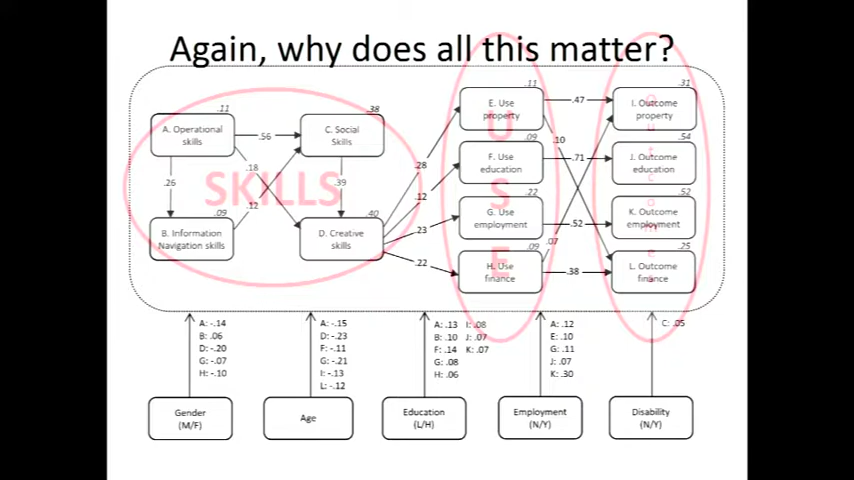 Again, why does all this matter?
SKILLS
USE
Outcomes
.11
A. Operational
skills
.38
C. Social
Skills
.09
B. Information
Navigation skills
.40
D. Creative
skills
.56
.26
.18
.12
.39
.28
.12
.23
.22
.11
E. Use
property
.09
F. Use
education
.22
G. Use
employment
.09
H. Use
finance
.47
.10
.71
.52
.07
.38
.31
I. Outcome
property
.54
J. Outcome
education
.52
K. Outcome
employment
.25
L. Outcome
finance
A: -.14
B: .06
D: -.20
G: -.07
H: -.10
A: -.15
D: -.23
F: -.11
G: -.21
I: -.13
L: -.12
A: .13 I: .08
B: .10 J: .07
F: .14 K: .07
G: .08
H: .06
A: .12
E: .10
G: .11
J: .07
K: .30
C: .05
Gender
(M/F)
Age
Education
(L/H)
Employment
(N/Y)
Disability
(N/Y)